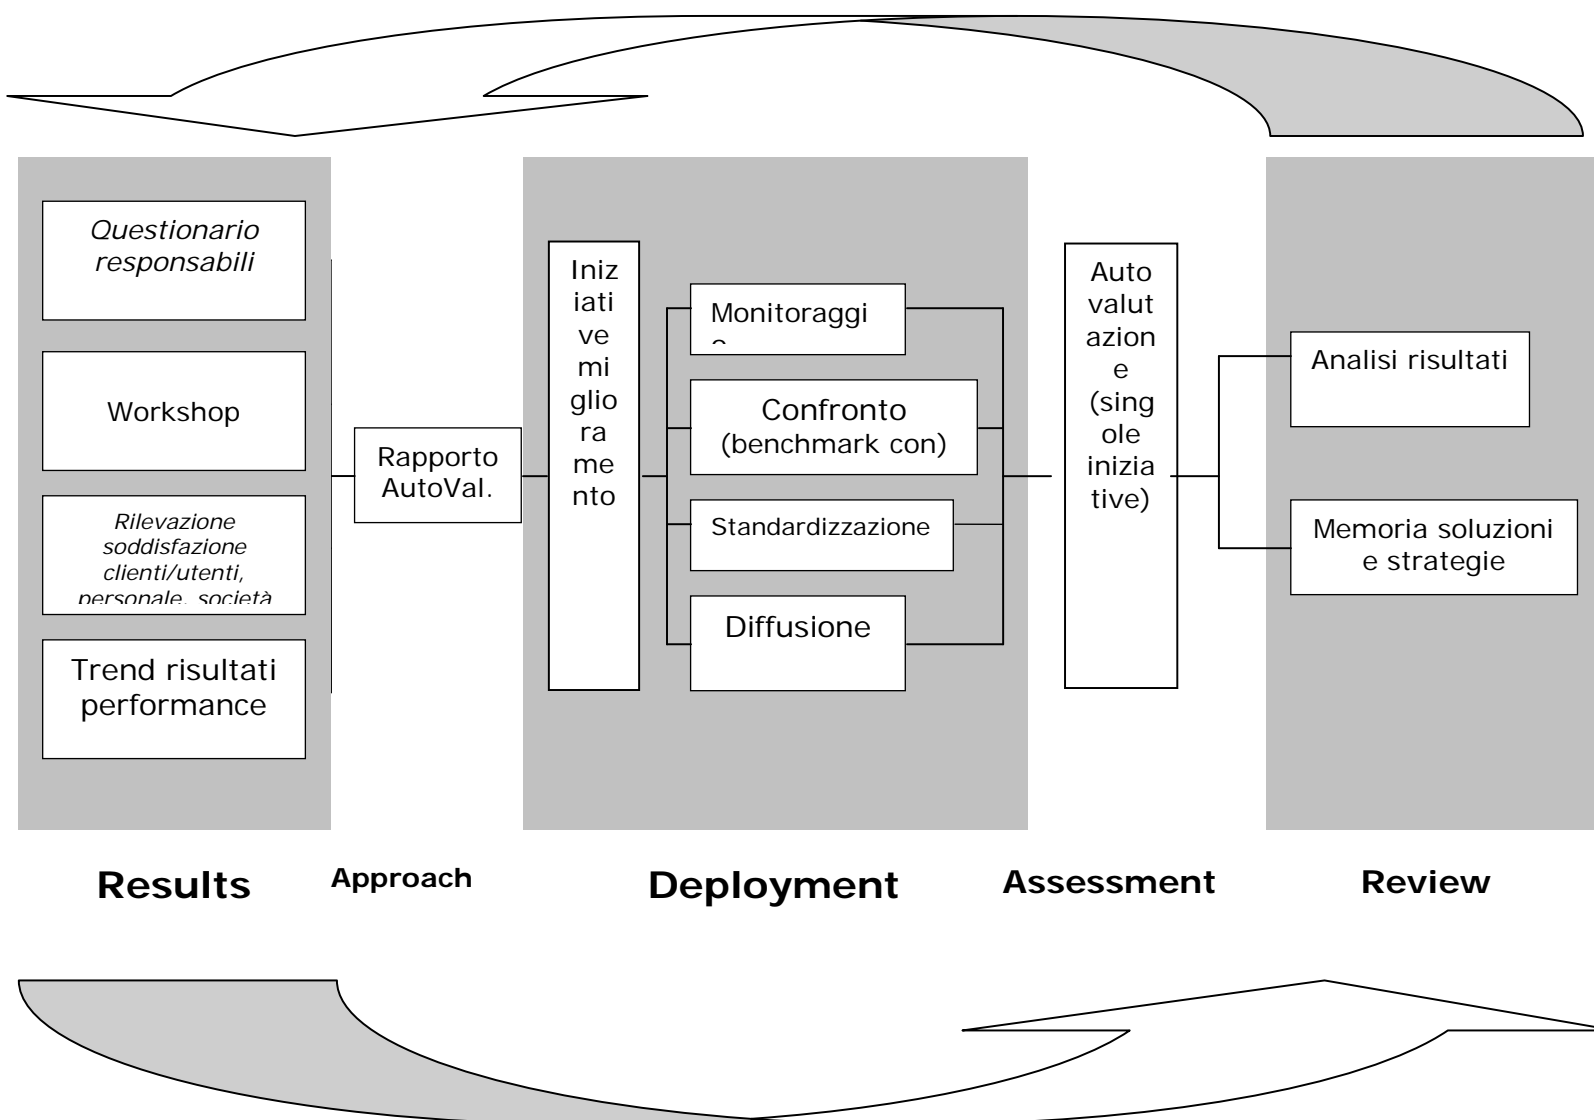 Questionario
responsabili
Workshop
Rilevazione
soddisfazione
clienti/utenti,
personale, società
Trend risultati
performance
Rapporto
AutoVal.
Iniz
iati
ve
mi
glio
ra
me
nto
Monitoraggi
Confronto
(benchmark con)
Standardizzazione
Diffusione
Auto
valut
azion
e
(sing
ole
inizia
tive)
Analisi risultati
Memoria soluzioni
e strategie
Results
Approach
Deployment
Assessment
Review